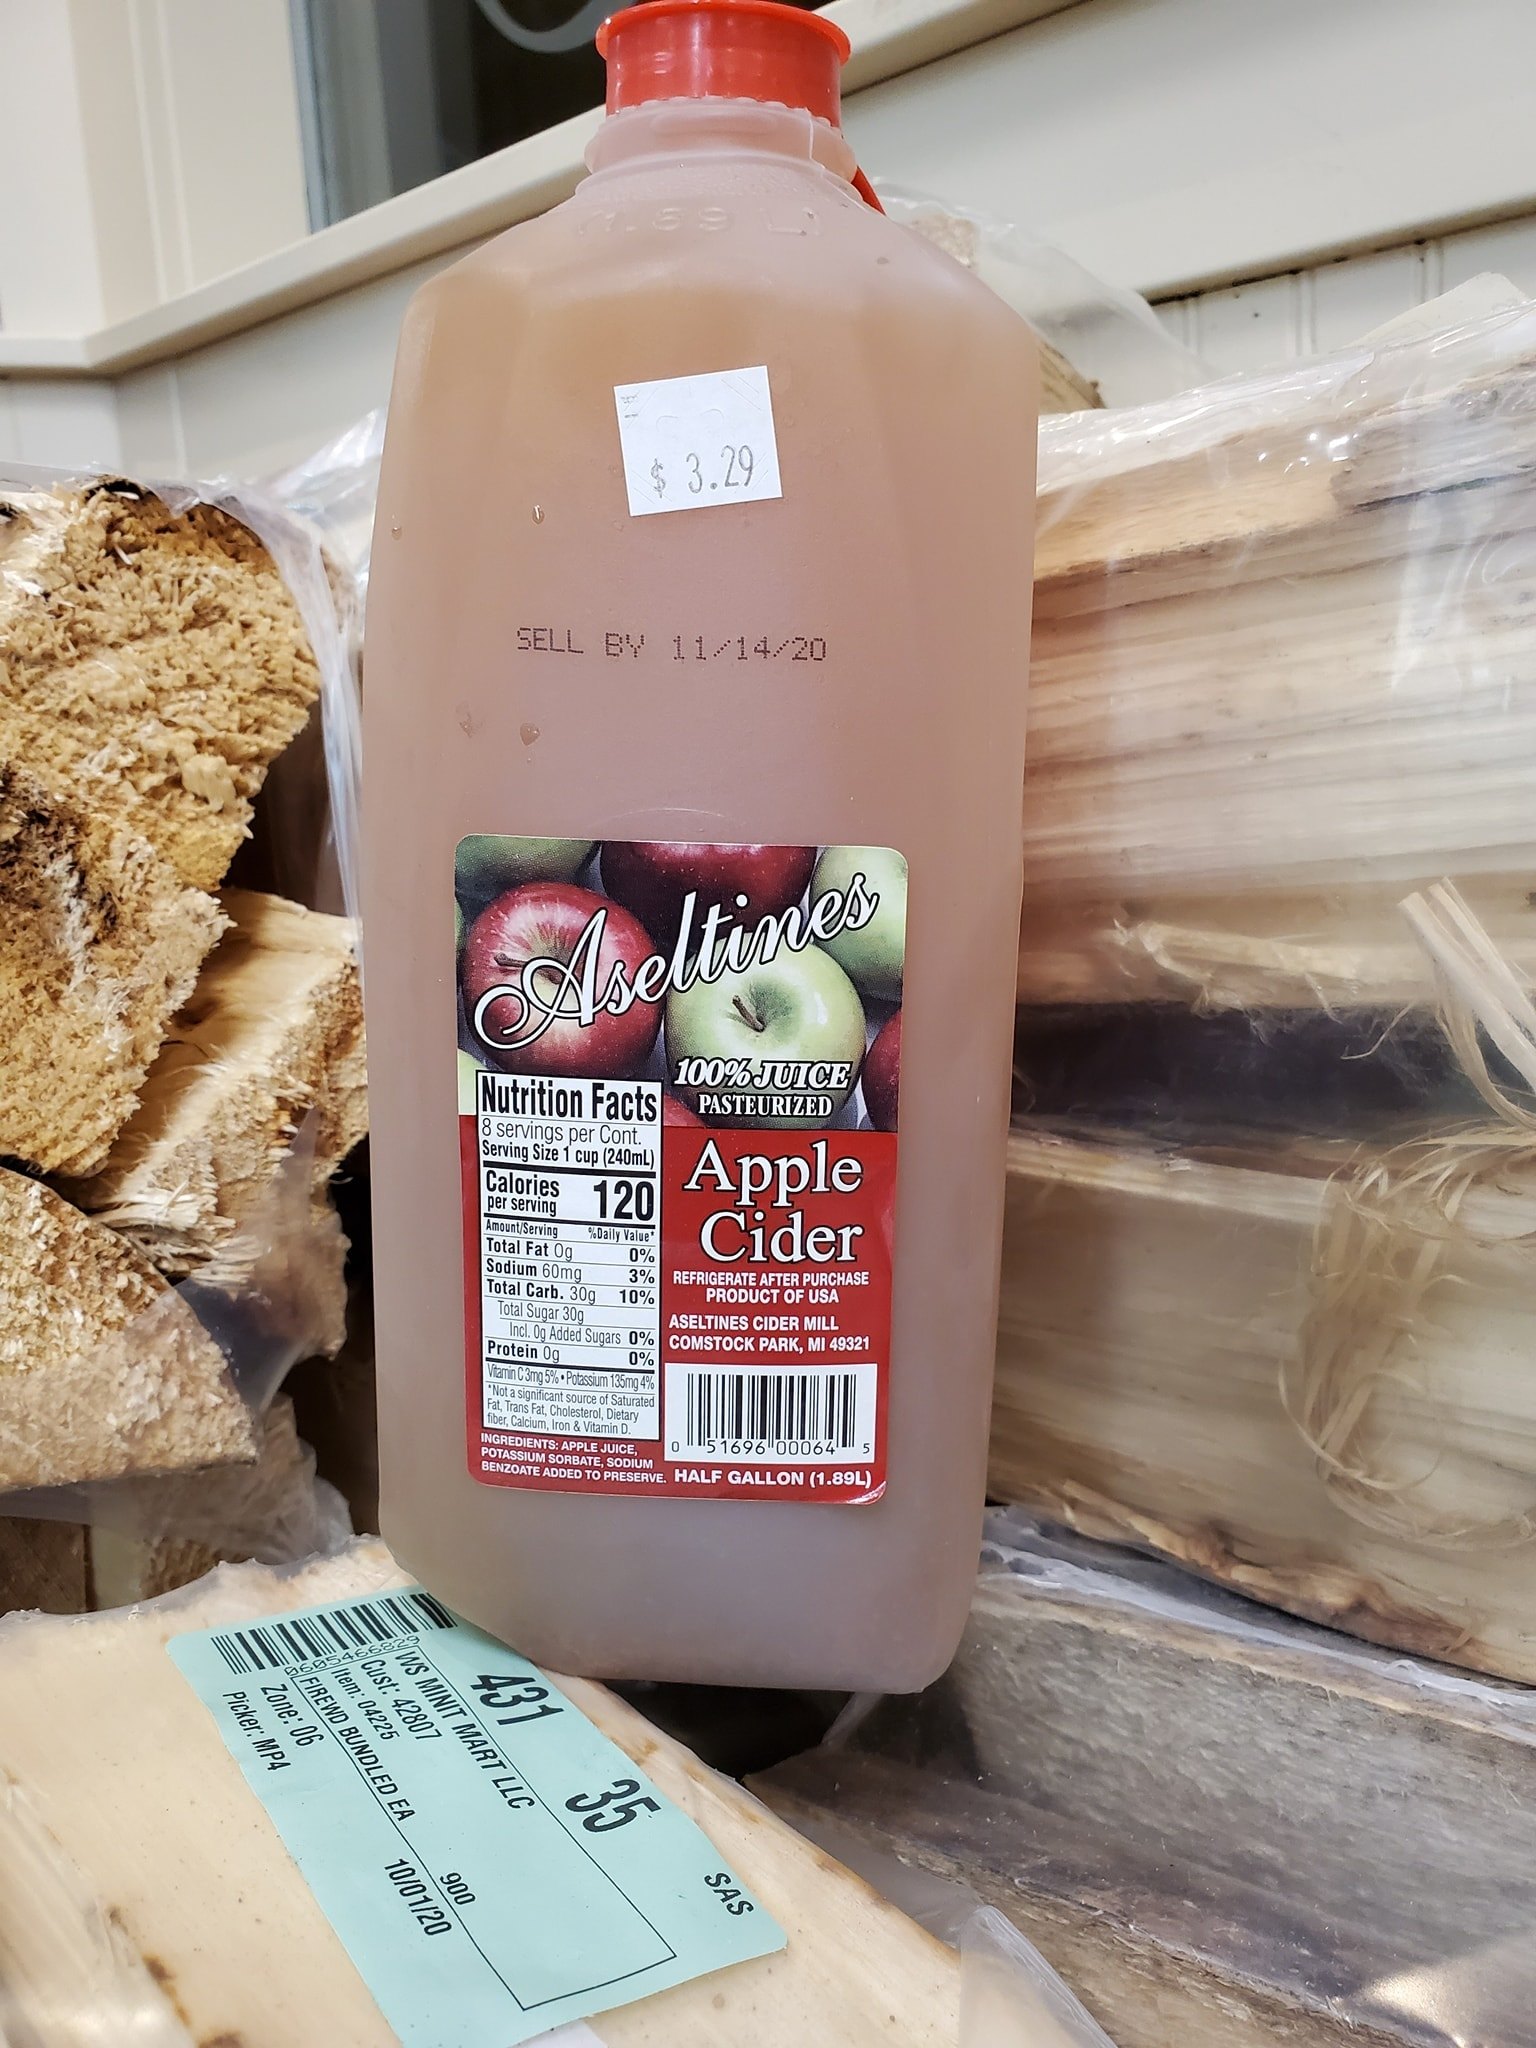 (1.89 L)
$ 3.29
SELL BY 11/14/20
Aseltines
100% JUICE
PASTEURIZED
Apple
Cider
REFRIGERATE AFTER PURCHASE
PRODUCT OF USA
ASELTINES CIDER MILL
COMSTOCK PARK, MI 49321
0 51696 00064 5
HALF GALLON (1.89L)
Nutrition Facts
8 servings per Cont.
Serving Size 1 cup (240mL)
Calories
per serving 120
Amount/Serving %Daily Value*
Total Fat 0g 0%
Sodium 60mg 3%
Total Carb. 30g 10%
Total Sugar 30g
Incl. 0g Added Sugars 0%
Protein 0g 0%
Vitamin C 3mg 5% • Potassium 135mg 4%
*Not a significant source of Saturated
Fat, Trans Fat, Cholesterol, Dietary
fiber, Calcium, Iron & Vitamin D.
INGREDIENTS: APPLE JUICE,
POTASSIUM SORBATE, SODIUM
BENZOATE ADDED TO PRESERVE.
431 35 SAS
WS MINIT MART LLC
Cust: 42807
Item: 04225 900
FIREWD BUNDLED EA 10/01/20
Zone: 06
Picker: MP4